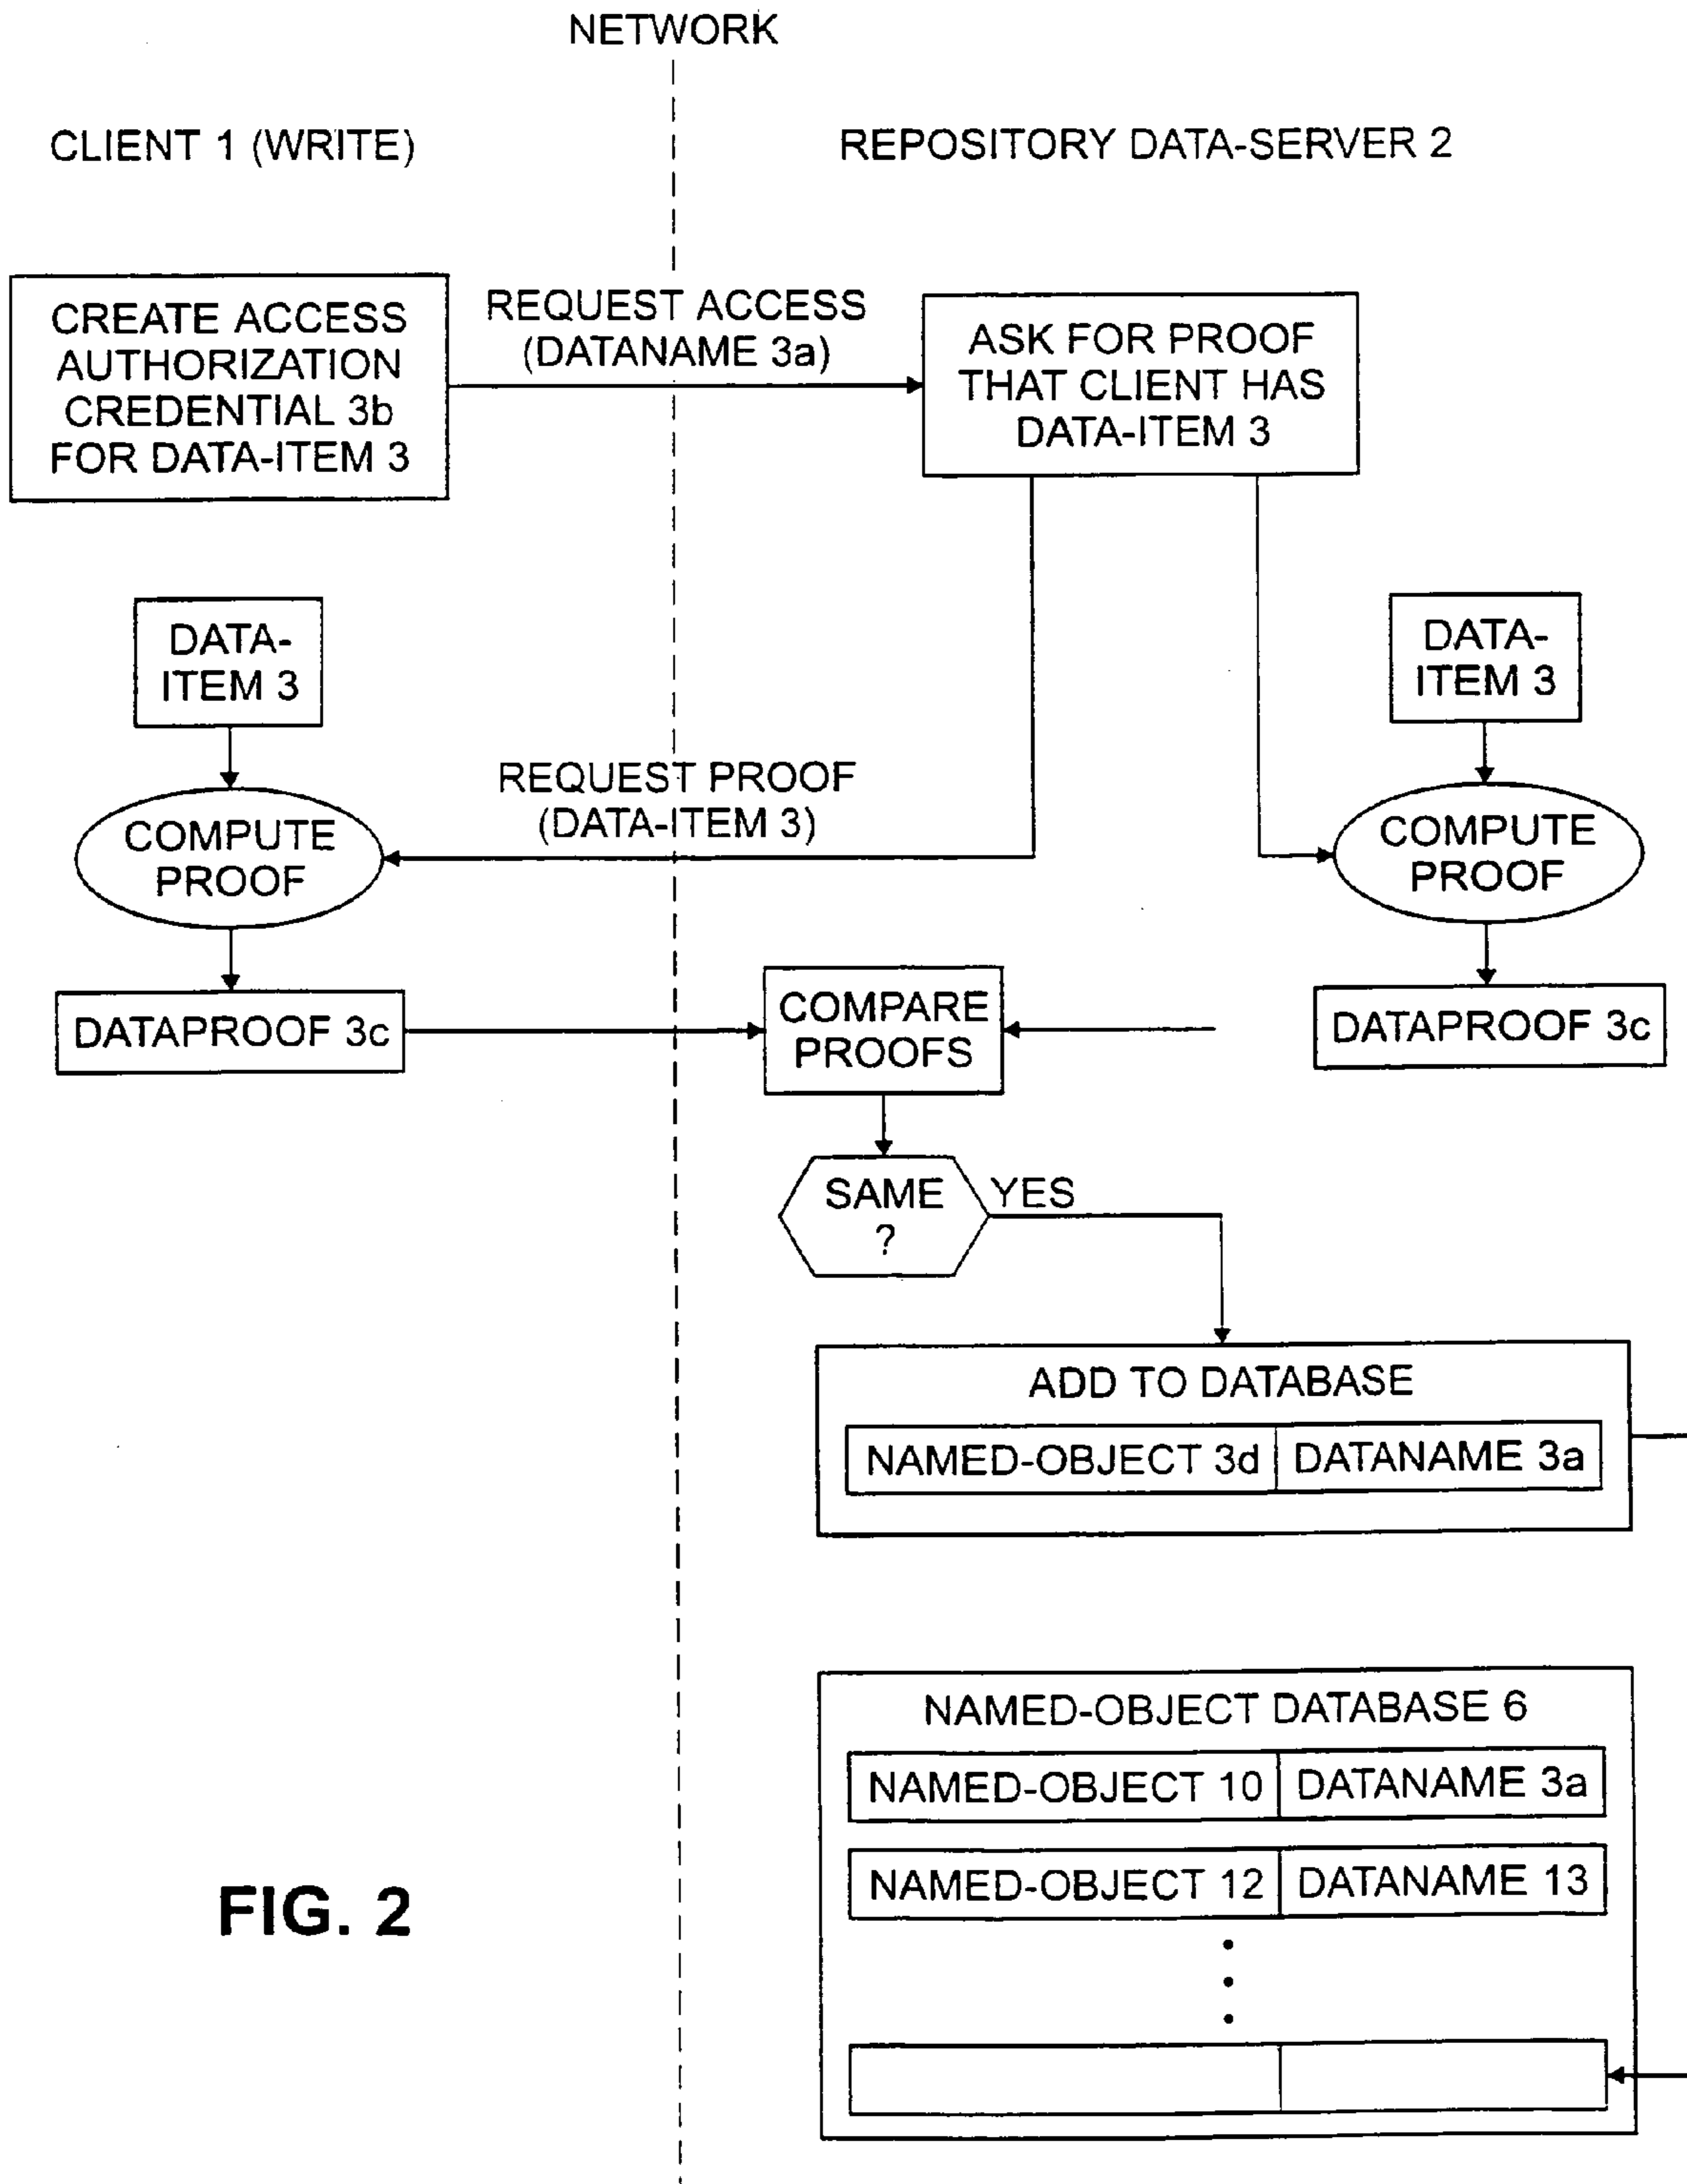 NETWORK
CLIENT 1 (WRITE)
REPOSITORY DATA-SERVER 2
CREATE ACCESS
AUTHORIZATION
CREDENTIAL 3b
FOR DATA-ITEM 3
REQUEST ACCESS
(DATANAME 3a)
ASK FOR PROOF
THAT CLIENT HAS
DATA-ITEM 3
DATA-
ITEM 3
DATA-
ITEM 3
REQUEST PROOF
(DATA-ITEM 3)
COMPUTE
PROOF
COMPUTE
PROOF
DATAPROOF 3c
COMPARE
PROOFS
DATAPROOF 3c
SAME
?
YES
ADD TO DATABASE
NAMED-OBJECT 3d
DATANAME 3a
NAMED-OBJECT DATABASE 6
NAMED-OBJECT 10
DATANAME 3a
NAMED-OBJECT 12
DATANAME 13
FIG. 2